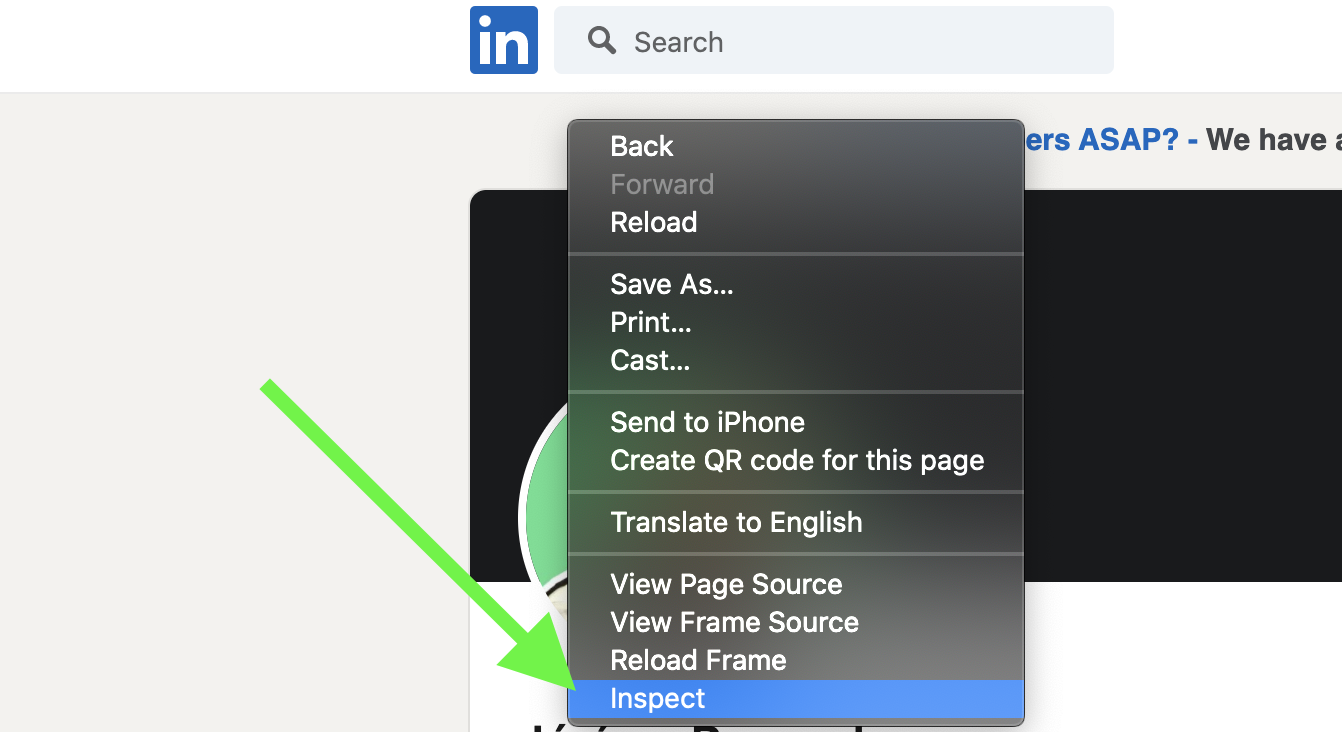 in Search
ers ASAP? - We have
Back
Forward
Reload
Save As...
Print...
Cast...
Send to iPhone
Create QR code for this page
Translate to English
View Page Source
View Frame Source
Reload Frame
Inspect